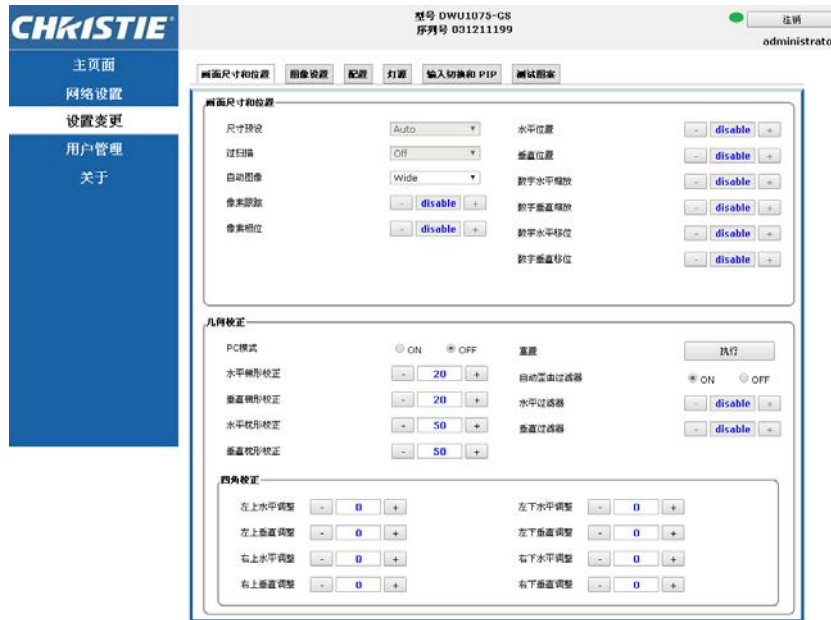 CHRISTIE
型号 DWU1075-GS
序列号 031211199
注销
administrato
主页面
网络设置
设置变更
用户管理
关于
画面尺寸和位置 图像设置 配置 灯源 输入切换和 PIP 测试图案
画面尺寸和位置
尺寸预设 Auto 水平位置 - disable +
过扫描 Off 垂直位置 - disable +
自动图像 Wide 数字水平缩放 - disable +
像素跟踪 - disable + 数字垂直缩放 - disable +
像素相位 - disable + 数字水平移位 - disable +
数字垂直移位 - disable +
几何校正
PC模式 ON OFF 重置 执行
水平梯形校正 - 20 + 自动歪曲过滤器 ON OFF
垂直梯形校正 - 20 + 水平过滤器 - disable +
水平枕形校正 - 50 + 垂直过滤器 - disable +
垂直枕形校正 - 50 +
四角校正
左上水平调整 - 0 + 左下水平调整 - 0 +
左上垂直调整 - 0 + 左下垂直调整 - 0 +
右上水平调整 - 0 + 右下水平调整 - 0 +
右上垂直调整 - 0 + 右下垂直调整 - 0 +